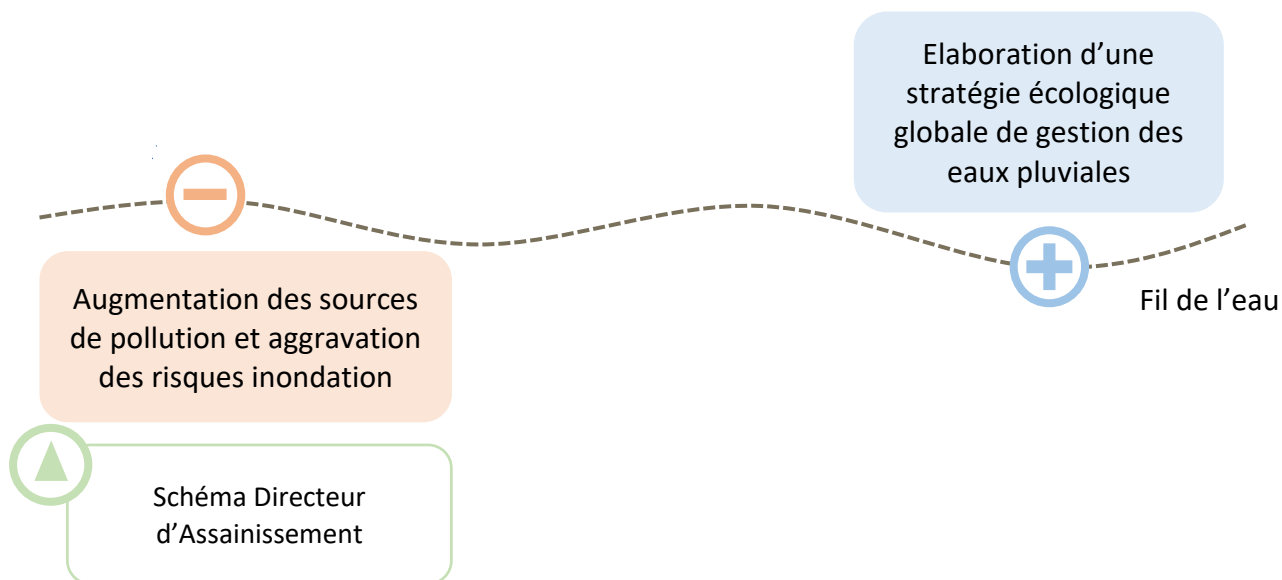 Elaboration d’une
stratégie écologique
globale de gestion des
eaux pluviales
Fil de l’eau
Augmentation des sources
de pollution et aggravation
des risques inondation
Schéma Directeur
d’Assainissement